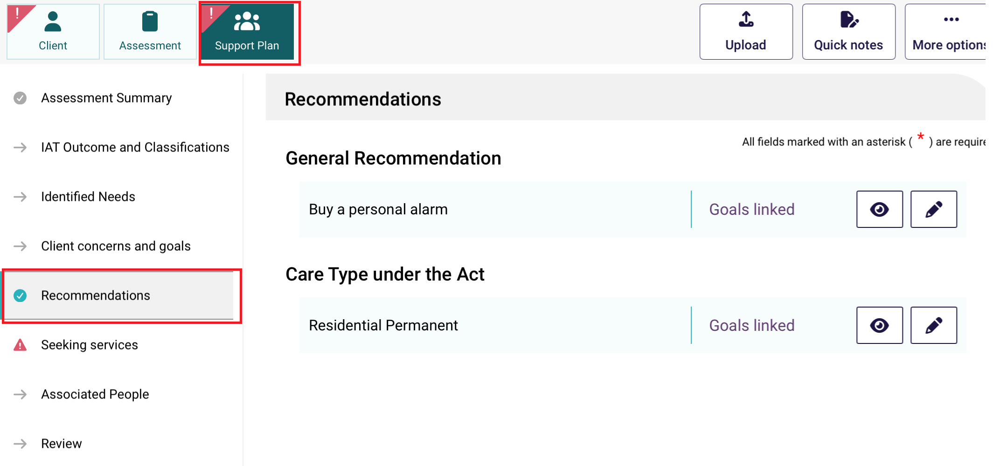 Client
Assessment
Support Plan
Upload
Quick notes
More options
Assessment Summary
IAT Outcome and Classifications
Identified Needs
Client concerns and goals
Recommendations
Seeking services
Associated People
Review
Recommendations
All fields marked with an asterisk ( * ) are require
General Recommendation
Buy a personal alarm
Goals linked
Care Type under the Act
Residential Permanent
Goals linked